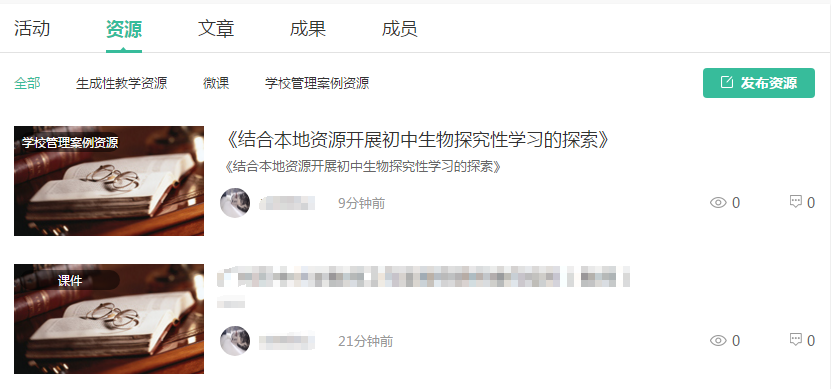 活动 资源 文章 成果 成员
全部 生成性教学资源 微课 学校管理案例资源 发布资源
学校管理案例资源
《结合本地资源开展初中生物探究性学习的探索》
《结合本地资源开展初中生物探究性学习的探索》
9分钟前 0 0
课件
21分钟前 0 0